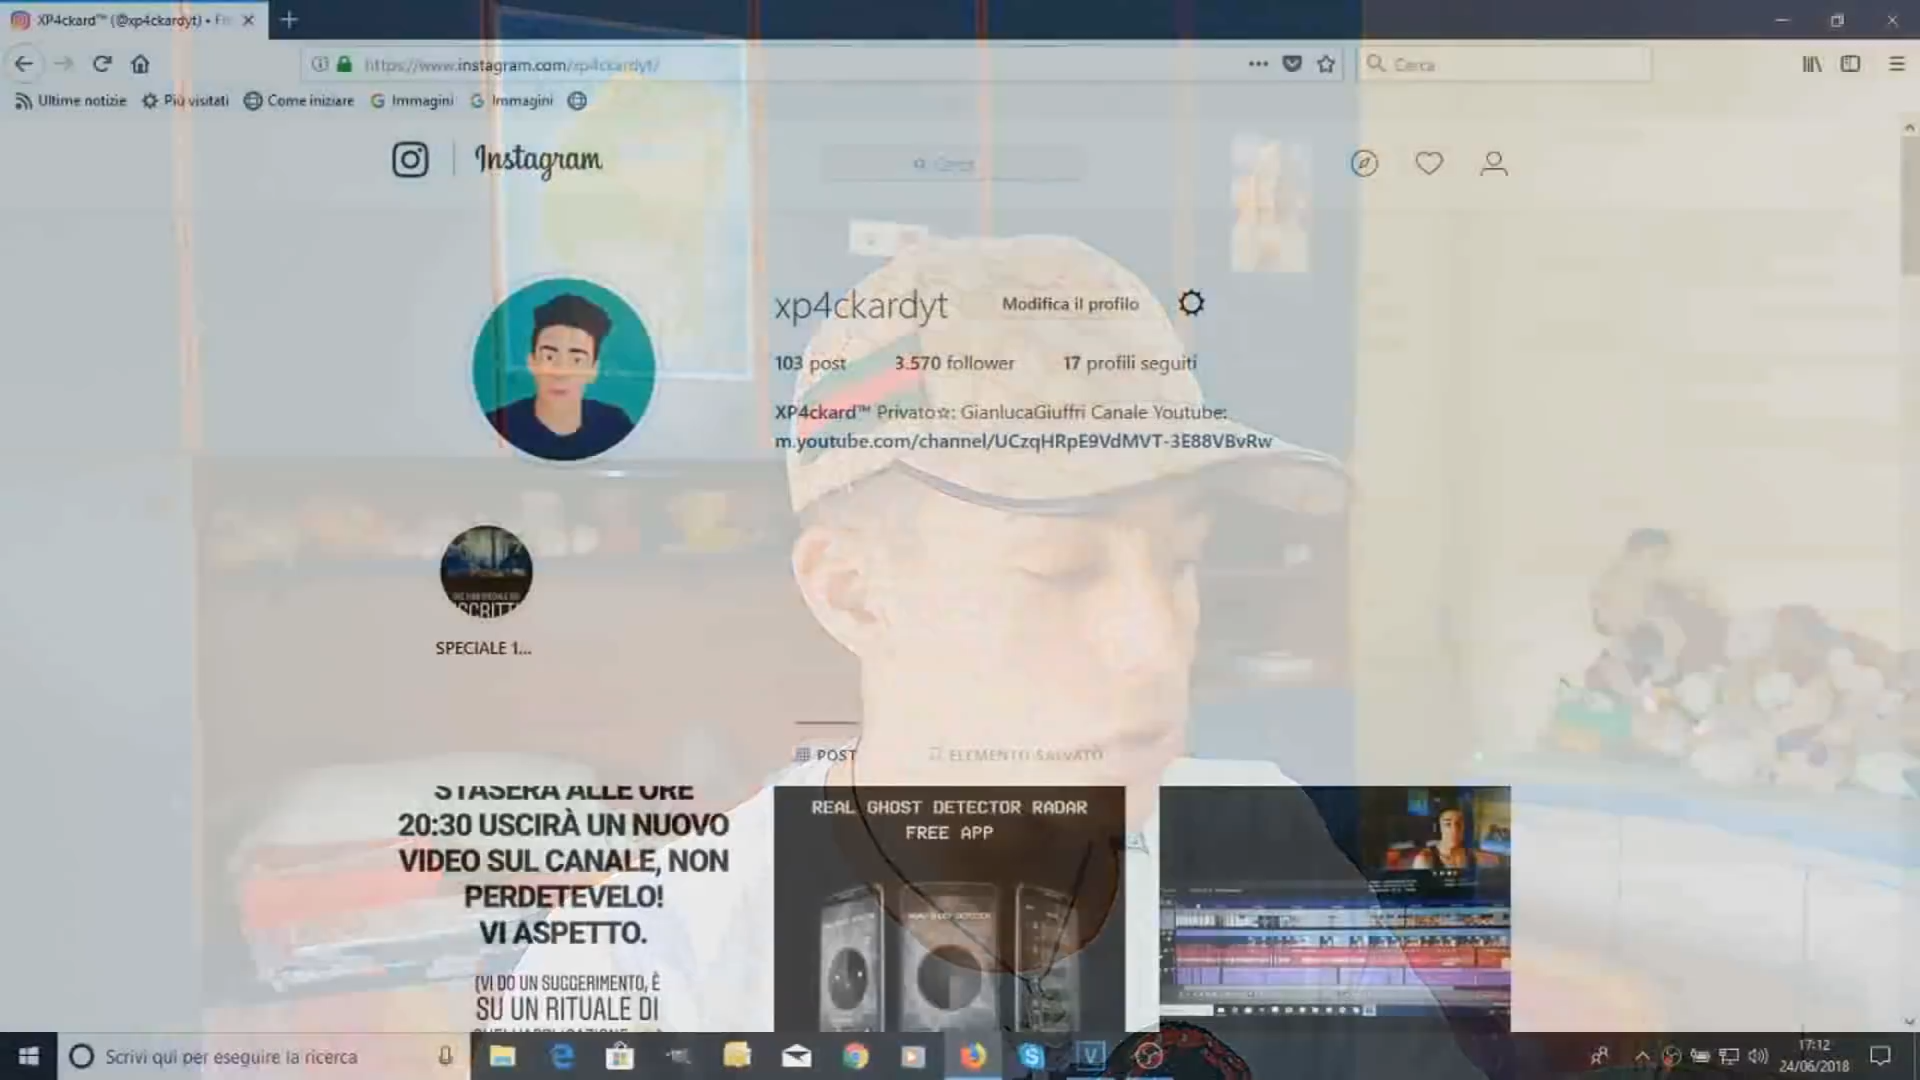 XP4ckard™ (@xp4ckardyt) •
https://www.instagram.com/xp4ckardyt/
Cerca
Ultime notizie
Più visitati
Come iniziare
Immagini
Immagini
Instagram
Cerca
xp4ckardyt
Modifica il profilo
103 post
3.570 follower
17 profili seguiti
XP4ckard™ Privato☆: GianlucaGiuffri Canale Youtube:
m.youtube.com/channel/UCzqHRpE9VdMVT-3E88VBvRw
SPECIALE 1...
POST
ELEMENTO SALVATO
STASERA ALLE ORE
20:30 USCIRÀ UN NUOVO
VIDEO SUL CANALE, NON
PERDETEVELO!
VI ASPETTO.
(VI DO UN SUGGERIMENTO, È
SU UN RITUALE DI
REAL GHOST DETECTOR RADAR
FREE APP
Scrivi qui per eseguire la ricerca
17:12
24/06/2018